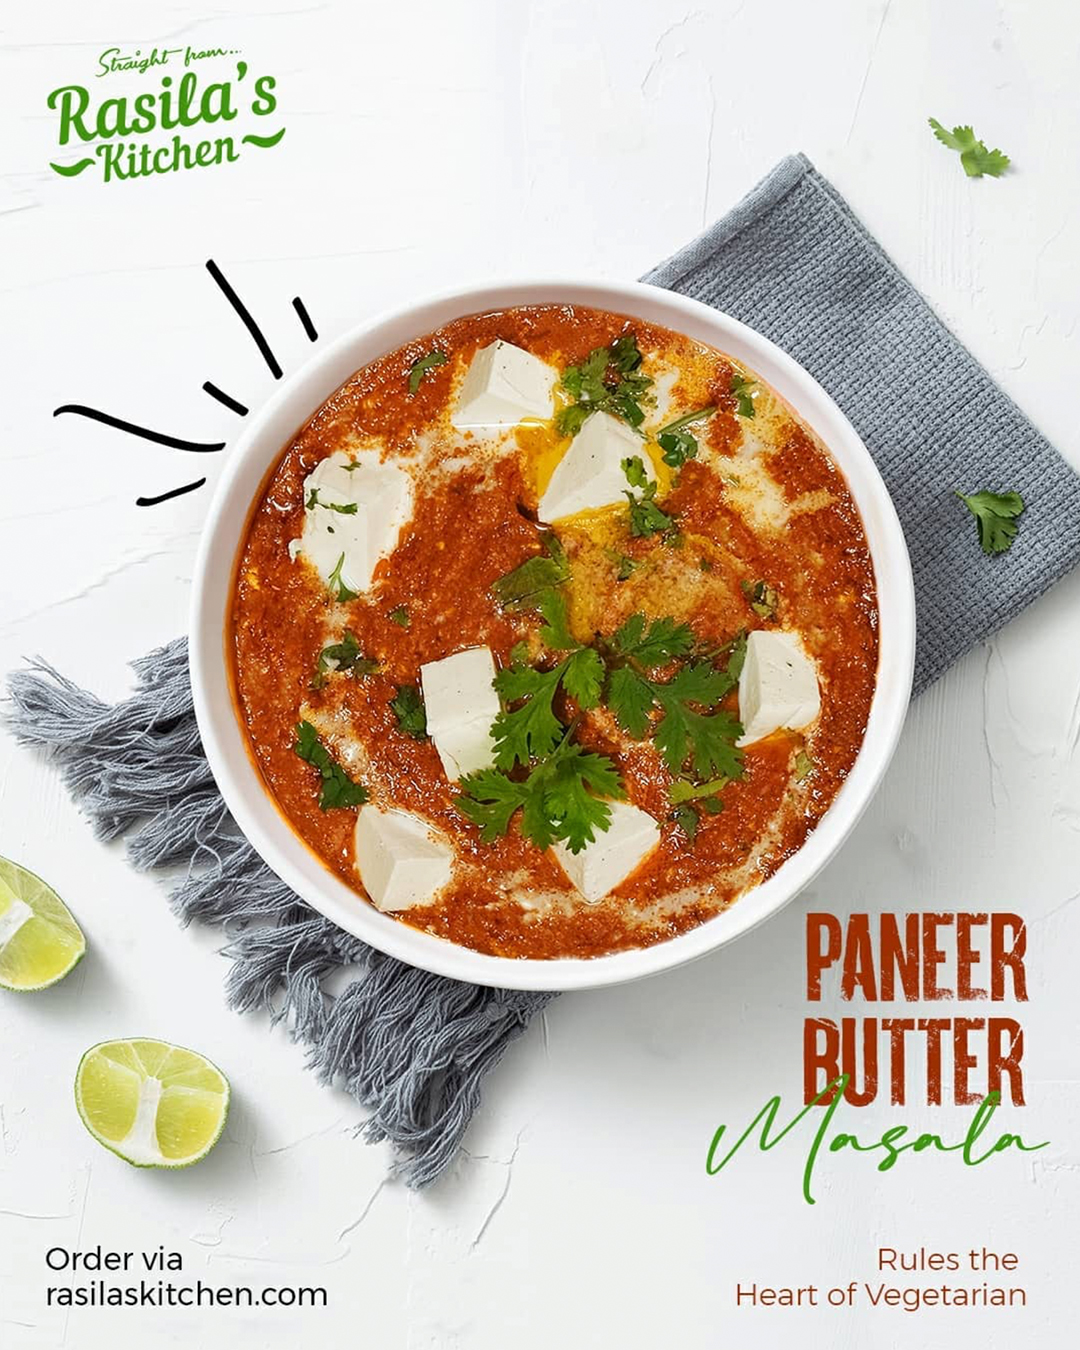 Straight from...
Rasila's
Kitchen
PANEER
BUTTER
Masala
Order via
rasilaskitchen.com
Rules the
Heart of Vegetarian